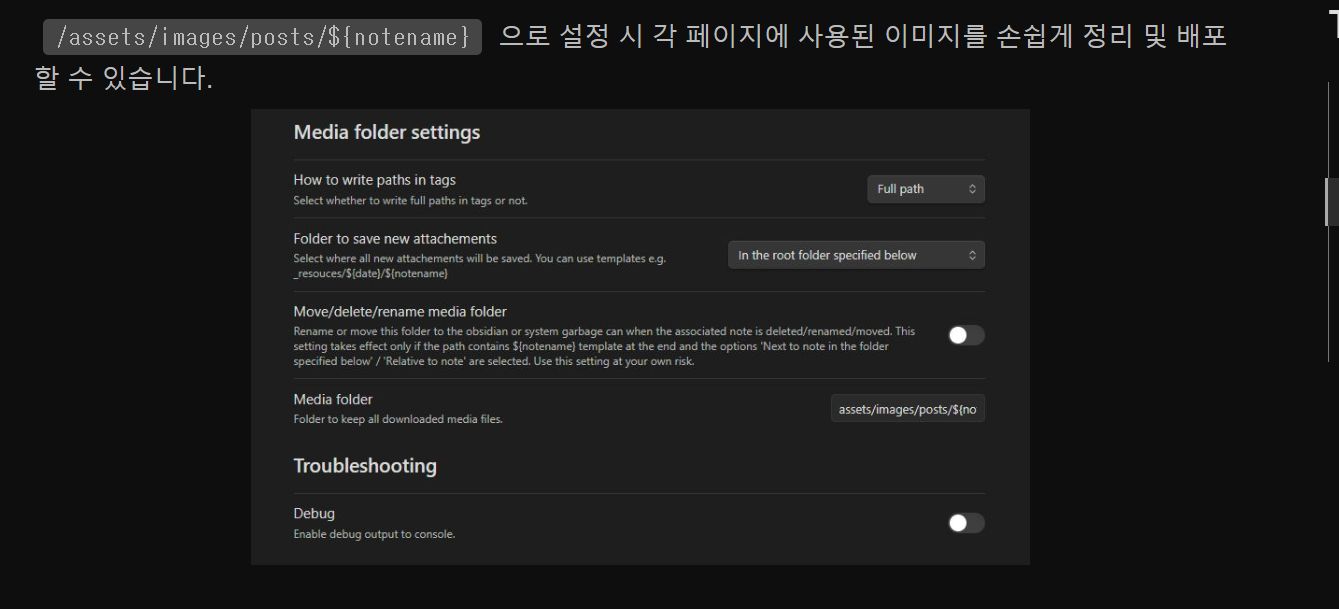 /assets/images/posts/${notename} 으로 설정 시 각 페이지에 사용된 이미지를 손쉽게 정리 및 배포
할 수 있습니다.
Media folder settings
How to write paths in tags
Select whether to write full paths in tags or not.
Full path
Folder to save new attachements
Select where all new attachements will be saved. You can use templates e.g.
_resouces/${date}/${notename}
In the root folder specified below
Move/delete/rename media folder
Rename or move this folder to the obsidian or system garbage can when the associated note is deleted/renamed/moved. This
setting takes effect only if the path contains ${notename} template at the end and the options 'Next to note in the folder
specified below' / 'Relative to note' are selected. Use this setting at your own risk.
Media folder
Folder to keep all downloaded media files.
assets/images/posts/${no
Troubleshooting
Debug
Enable debug output to console.